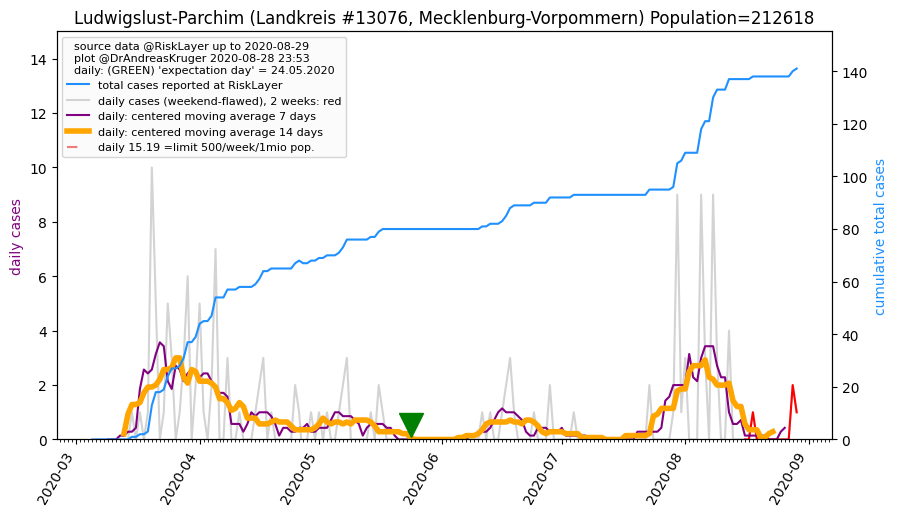 Ludwigslust-Parchim (Landkreis #13076, Mecklenburg-Vorpommern) Population=212618
source data @RiskLayer up to 2020-08-29
plot @DrAndreasKruger 2020-08-28 23:53
daily: (GREEN) 'expectation day' = 24.05.2020
total cases reported at RiskLayer
daily cases (weekend-flawed), 2 weeks: red
daily: centered moving average 7 days
daily: centered moving average 14 days
daily 15.19 =limit 500/week/1mio pop.
daily cases
14
12
10
8
6
4
2
0
140
120
100
80
60
40
20
0
cumulative total cases
2020-03
2020-04
2020-05
2020-06
2020-07
2020-08
2020-09